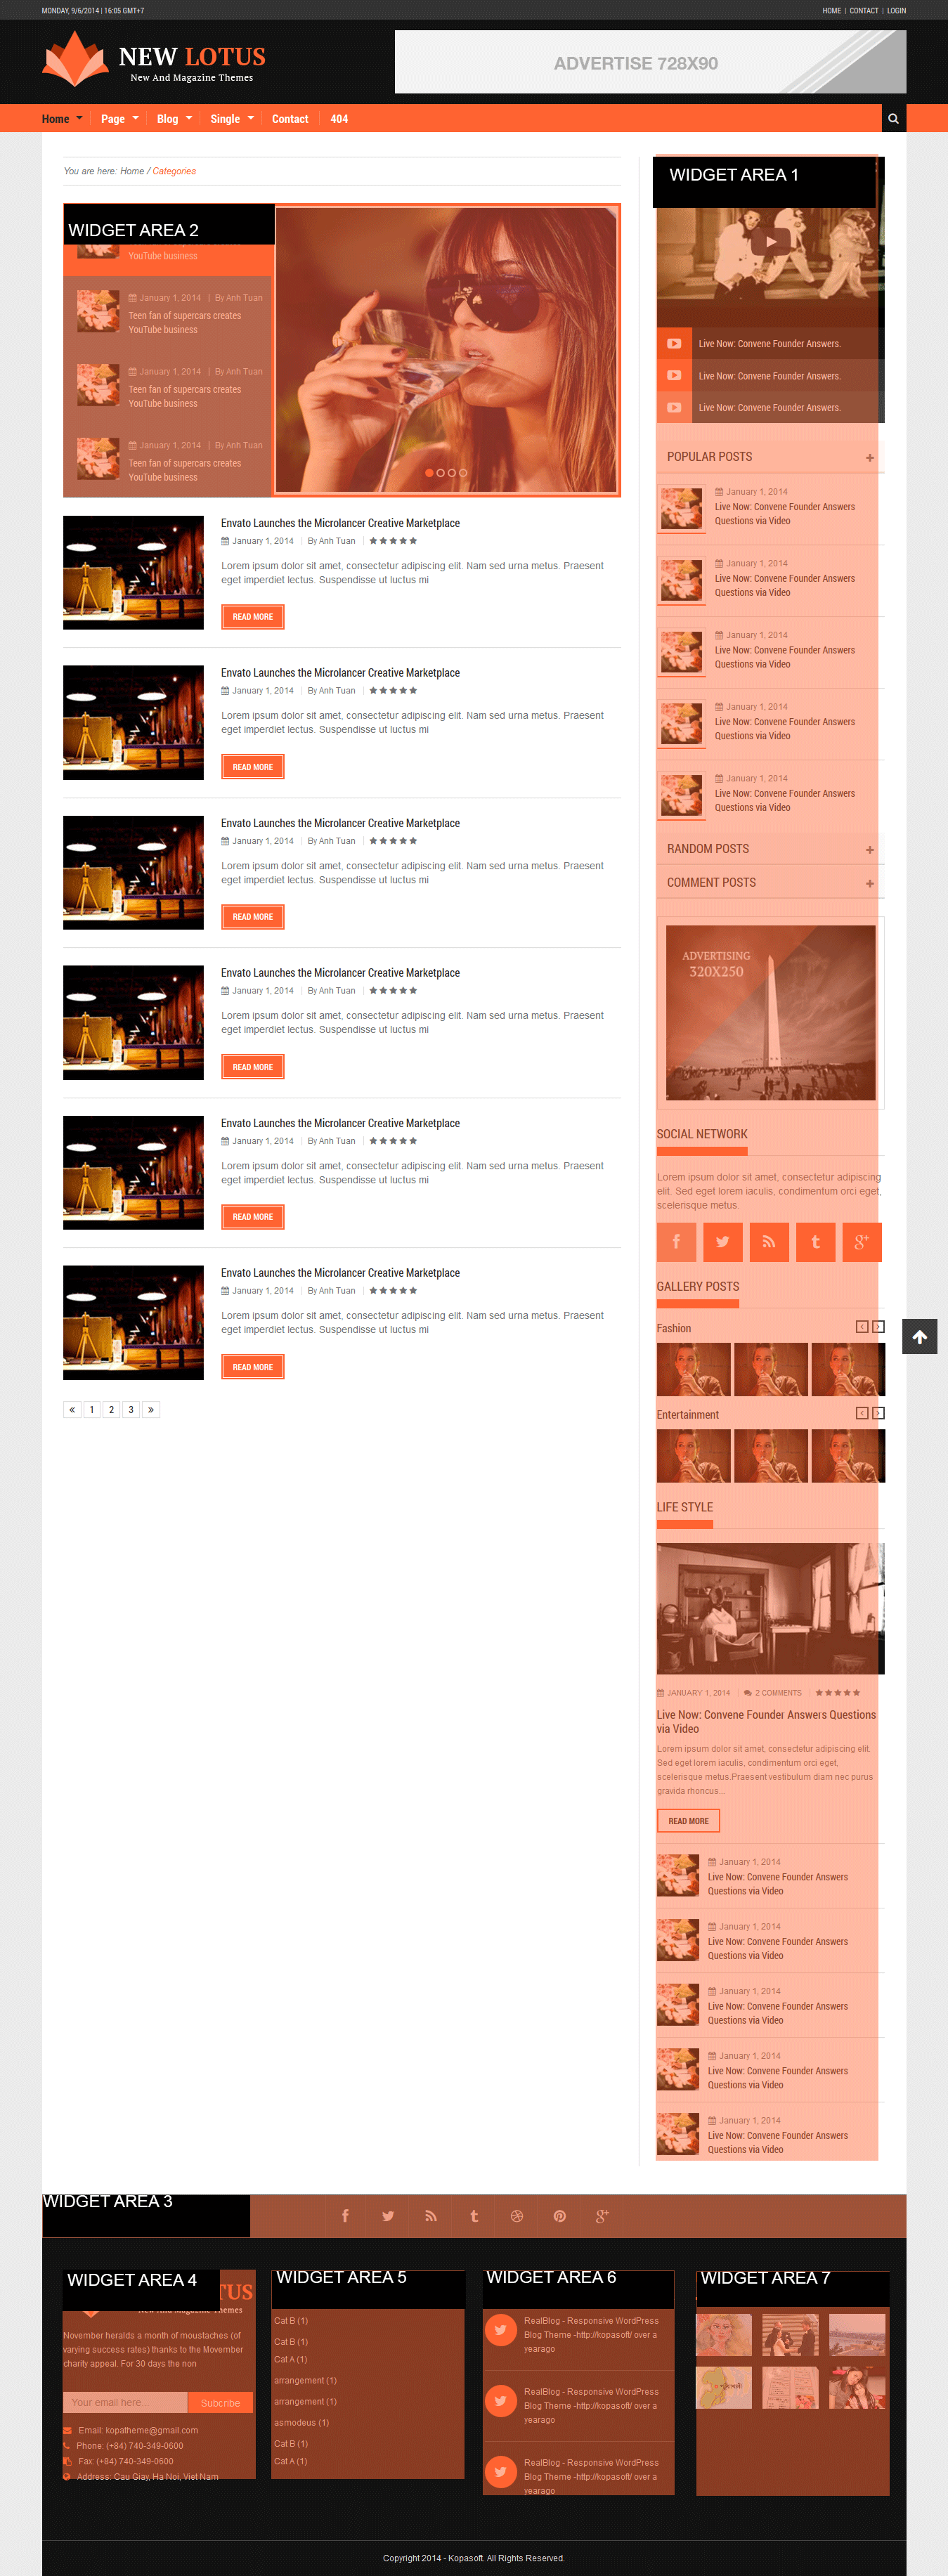 MONDAY, 9/6/2014 | 16:05 GMT+7
HOME | CONTACT | LOGIN
NEW LOTUS
New And Magazine Themes
ADVERTISE 728X90
Home Page Blog Single Contact 404
You are here: Home / Categories
WIDGET AREA 2
YouTube business
January 1, 2014 | By Anh Tuan
Teen fan of supercars creates
YouTube business
January 1, 2014 | By Anh Tuan
Teen fan of supercars creates
YouTube business
January 1, 2014 | By Anh Tuan
Teen fan of supercars creates
YouTube business
Envato Launches the Microlancer Creative Marketplace
January 1, 2014 | By Anh Tuan |
Lorem ipsum dolor sit amet, consectetur adipiscing elit. Nam sed urna metus. Praesent
eget imperdiet lectus. Suspendisse ut luctus mi
READ MORE
Envato Launches the Microlancer Creative Marketplace
January 1, 2014 | By Anh Tuan |
Lorem ipsum dolor sit amet, consectetur adipiscing elit. Nam sed urna metus. Praesent
eget imperdiet lectus. Suspendisse ut luctus mi
READ MORE
Envato Launches the Microlancer Creative Marketplace
January 1, 2014 | By Anh Tuan |
Lorem ipsum dolor sit amet, consectetur adipiscing elit. Nam sed urna metus. Praesent
eget imperdiet lectus. Suspendisse ut luctus mi
READ MORE
Envato Launches the Microlancer Creative Marketplace
January 1, 2014 | By Anh Tuan |
Lorem ipsum dolor sit amet, consectetur adipiscing elit. Nam sed urna metus. Praesent
eget imperdiet lectus. Suspendisse ut luctus mi
READ MORE
Envato Launches the Microlancer Creative Marketplace
January 1, 2014 | By Anh Tuan |
Lorem ipsum dolor sit amet, consectetur adipiscing elit. Nam sed urna metus. Praesent
eget imperdiet lectus. Suspendisse ut luctus mi
READ MORE
Envato Launches the Microlancer Creative Marketplace
January 1, 2014 | By Anh Tuan |
Lorem ipsum dolor sit amet, consectetur adipiscing elit. Nam sed urna metus. Praesent
eget imperdiet lectus. Suspendisse ut luctus mi
READ MORE
« 1 2 3 »
WIDGET AREA 1
Live Now: Convene Founder Answers.
Live Now: Convene Founder Answers.
Live Now: Convene Founder Answers.
POPULAR POSTS +
January 1, 2014
Live Now: Convene Founder Answers
Questions via Video
January 1, 2014
Live Now: Convene Founder Answers
Questions via Video
January 1, 2014
Live Now: Convene Founder Answers
Questions via Video
January 1, 2014
Live Now: Convene Founder Answers
Questions via Video
January 1, 2014
Live Now: Convene Founder Answers
Questions via Video
RANDOM POSTS +
COMMENT POSTS +
ADVERTISING
320X250
SOCIAL NETWORK
Lorem ipsum dolor sit amet, consectetur adipiscing
elit. Sed eget lorem iaculis, condimentum orci eget,
scelerisque metus.
GALLERY POSTS
Fashion
Entertainment
LIFE STYLE
JANUARY 1, 2014 | 2 COMMENTS |
Live Now: Convene Founder Answers Questions
via Video
Lorem ipsum dolor sit amet, consectetur adipiscing elit.
Sed eget lorem iaculis, condimentum orci eget,
scelerisque metus.Praesent vestibulum diam nec purus
gravida rhoncus...
READ MORE
January 1, 2014
Live Now: Convene Founder Answers
Questions via Video
January 1, 2014
Live Now: Convene Founder Answers
Questions via Video
January 1, 2014
Live Now: Convene Founder Answers
Questions via Video
January 1, 2014
Live Now: Convene Founder Answers
Questions via Video
January 1, 2014
Live Now: Convene Founder Answers
Questions via Video
WIDGET AREA 3
WIDGET AREA 4
TUS
New And Magazine Themes
November heralds a month of moustaches (of
varying success rates) thanks to the Movember
charity appeal. For 30 days the non
Your email here... Subcribe
Email: kopatheme@gmail.com
Phone: (+84) 740-349-0600
Fax: (+84) 740-349-0600
Address: Cau Giay, Ha Noi, Viet Nam
WIDGET AREA 5
Cat B (1)
Cat B (1)
Cat A (1)
arrangement (1)
arrangement (1)
asmodeus (1)
Cat B (1)
Cat A (1)
WIDGET AREA 6
RealBlog - Responsive WordPress
Blog Theme -http://kopasoft/ over a
yearago
RealBlog - Responsive WordPress
Blog Theme -http://kopasoft/ over a
yearago
RealBlog - Responsive WordPress
Blog Theme -http://kopasoft/ over a
yearago
WIDGET AREA 7
Copyright 2014 - Kopasoft. All Rights Reserved.